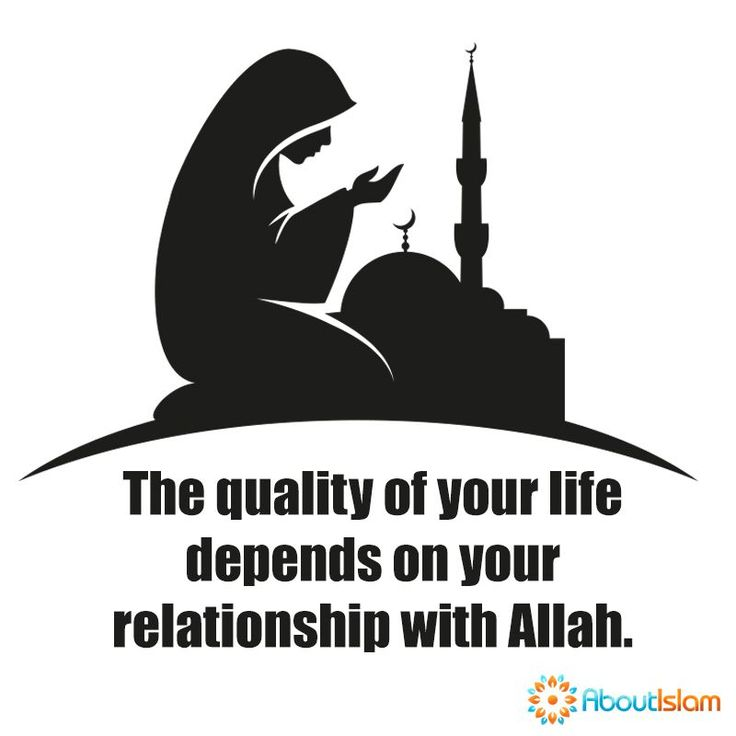 The quality of your life
depends on your
relationship with Allah.
AboutIslam